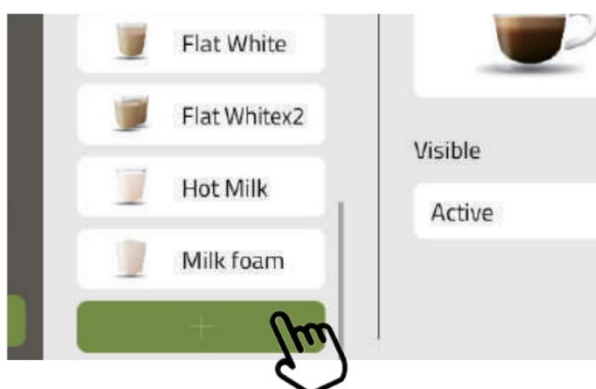 Flat White
Flat Whitex2
Hot Milk
Milk foam
+
Visible
Active